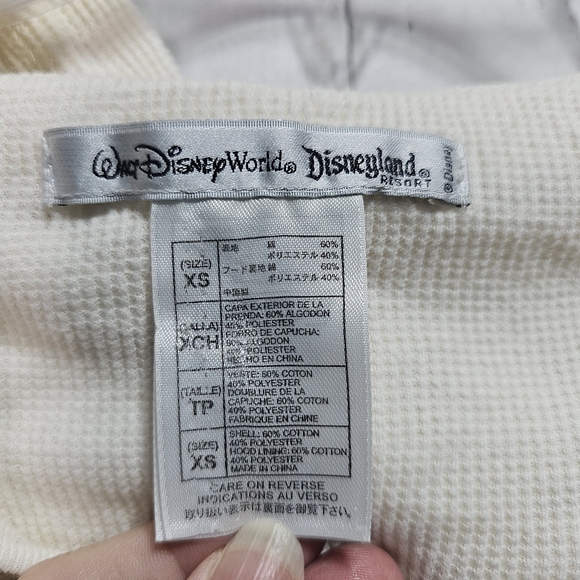 Walt Disney World® Disneyland® RESORT © Disney
(SIZE) XS
表地 綿 60%
ポリエステル 40%
フード裏地 綿 60%
ポリエステル 40%
中国製
(TALLA) XCH
CAPA EXTERIOR DE LA
PRENDA: 60% ALGODON
40% POLIESTER
FORRO DE CAPUCHA:
60% ALGODON
40% POLIESTER
HECHO EN CHINA
(TAILLE) TP
VESTE: 60% COTON
40% POLYESTER
DOUBLURE DE LA
CAPUCHE: 60% COTON
40% POLYESTER
FABRIQUE EN CHINE
(SIZE) XS
SHELL: 60% COTTON
40% POLYESTER
HOOD LINING: 60% COTTON
40% POLYESTER
MADE IN CHINA
CARE ON REVERSE
INDICATIONS AU VERSO
取り扱い表示は裏面を御覧下さい